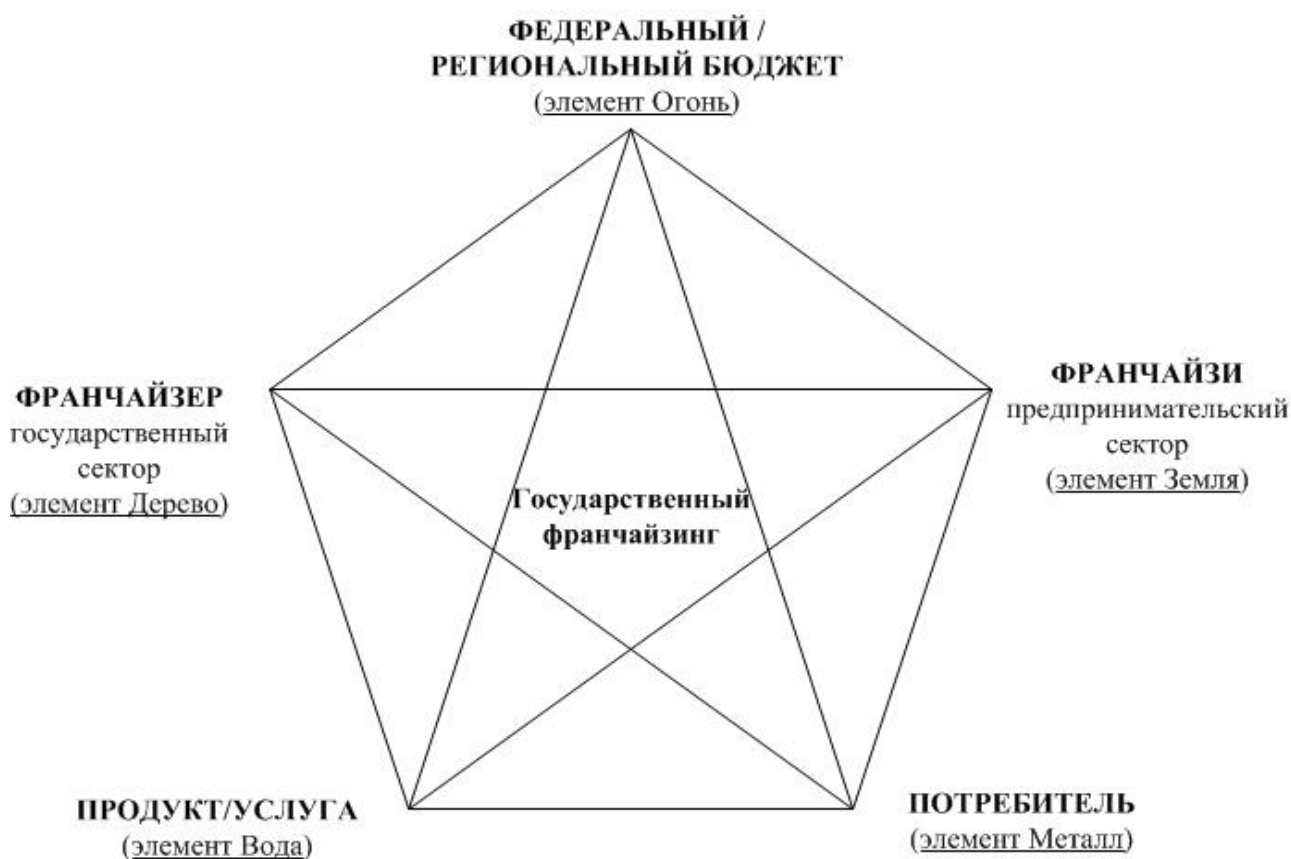 ФЕДЕРАЛЬНЫЙ /
РЕГИОНАЛЬНЫЙ БЮДЖЕТ
(элемент Огонь)
ФРАНЧАЙЗЕР
государственный
сектор
(элемент Дерево)
ФРАНЧАЙЗИ
предпринимательский
сектор
(элемент Земля)
Государственный
франчайзинг
ПРОДУКТ/УСЛУГА
(элемент Вода)
ПОТРЕБИТЕЛЬ
(элемент Металл)